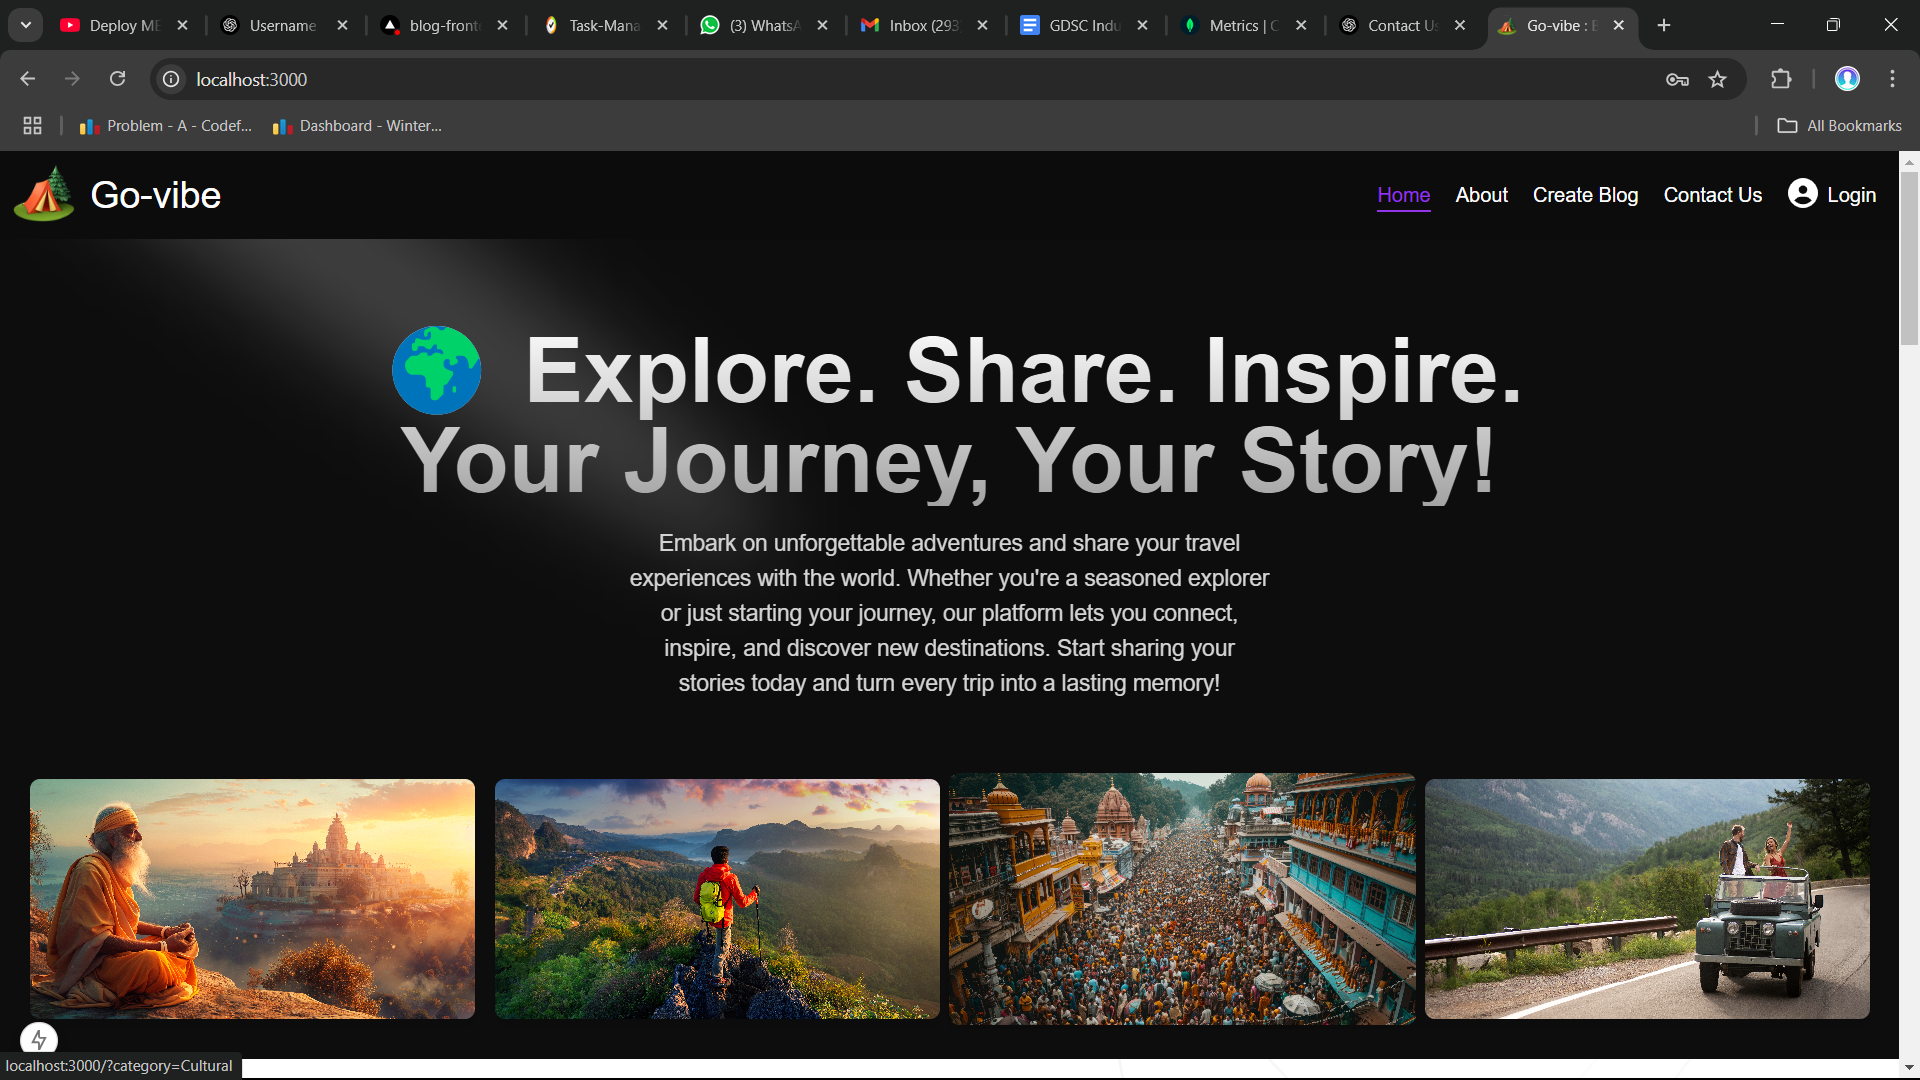 Deploy ME
Username
blog-front
Task-Mana
(3) WhatsA
Inbox (293
GDSC Indu
Metrics | C
Contact Us
Go-vibe : E
localhost:3000
Problem - A - Codef...
Dashboard - Winter...
All Bookmarks
Go-vibe
Home
About
Create Blog
Contact Us
Login
Explore. Share. Inspire.
Your Journey, Your Story!
Embark on unforgettable adventures and share your travel
experiences with the world. Whether you're a seasoned explorer
or just starting your journey, our platform lets you connect,
inspire, and discover new destinations. Start sharing your
stories today and turn every trip into a lasting memory!
localhost:3000/?category=Cultural